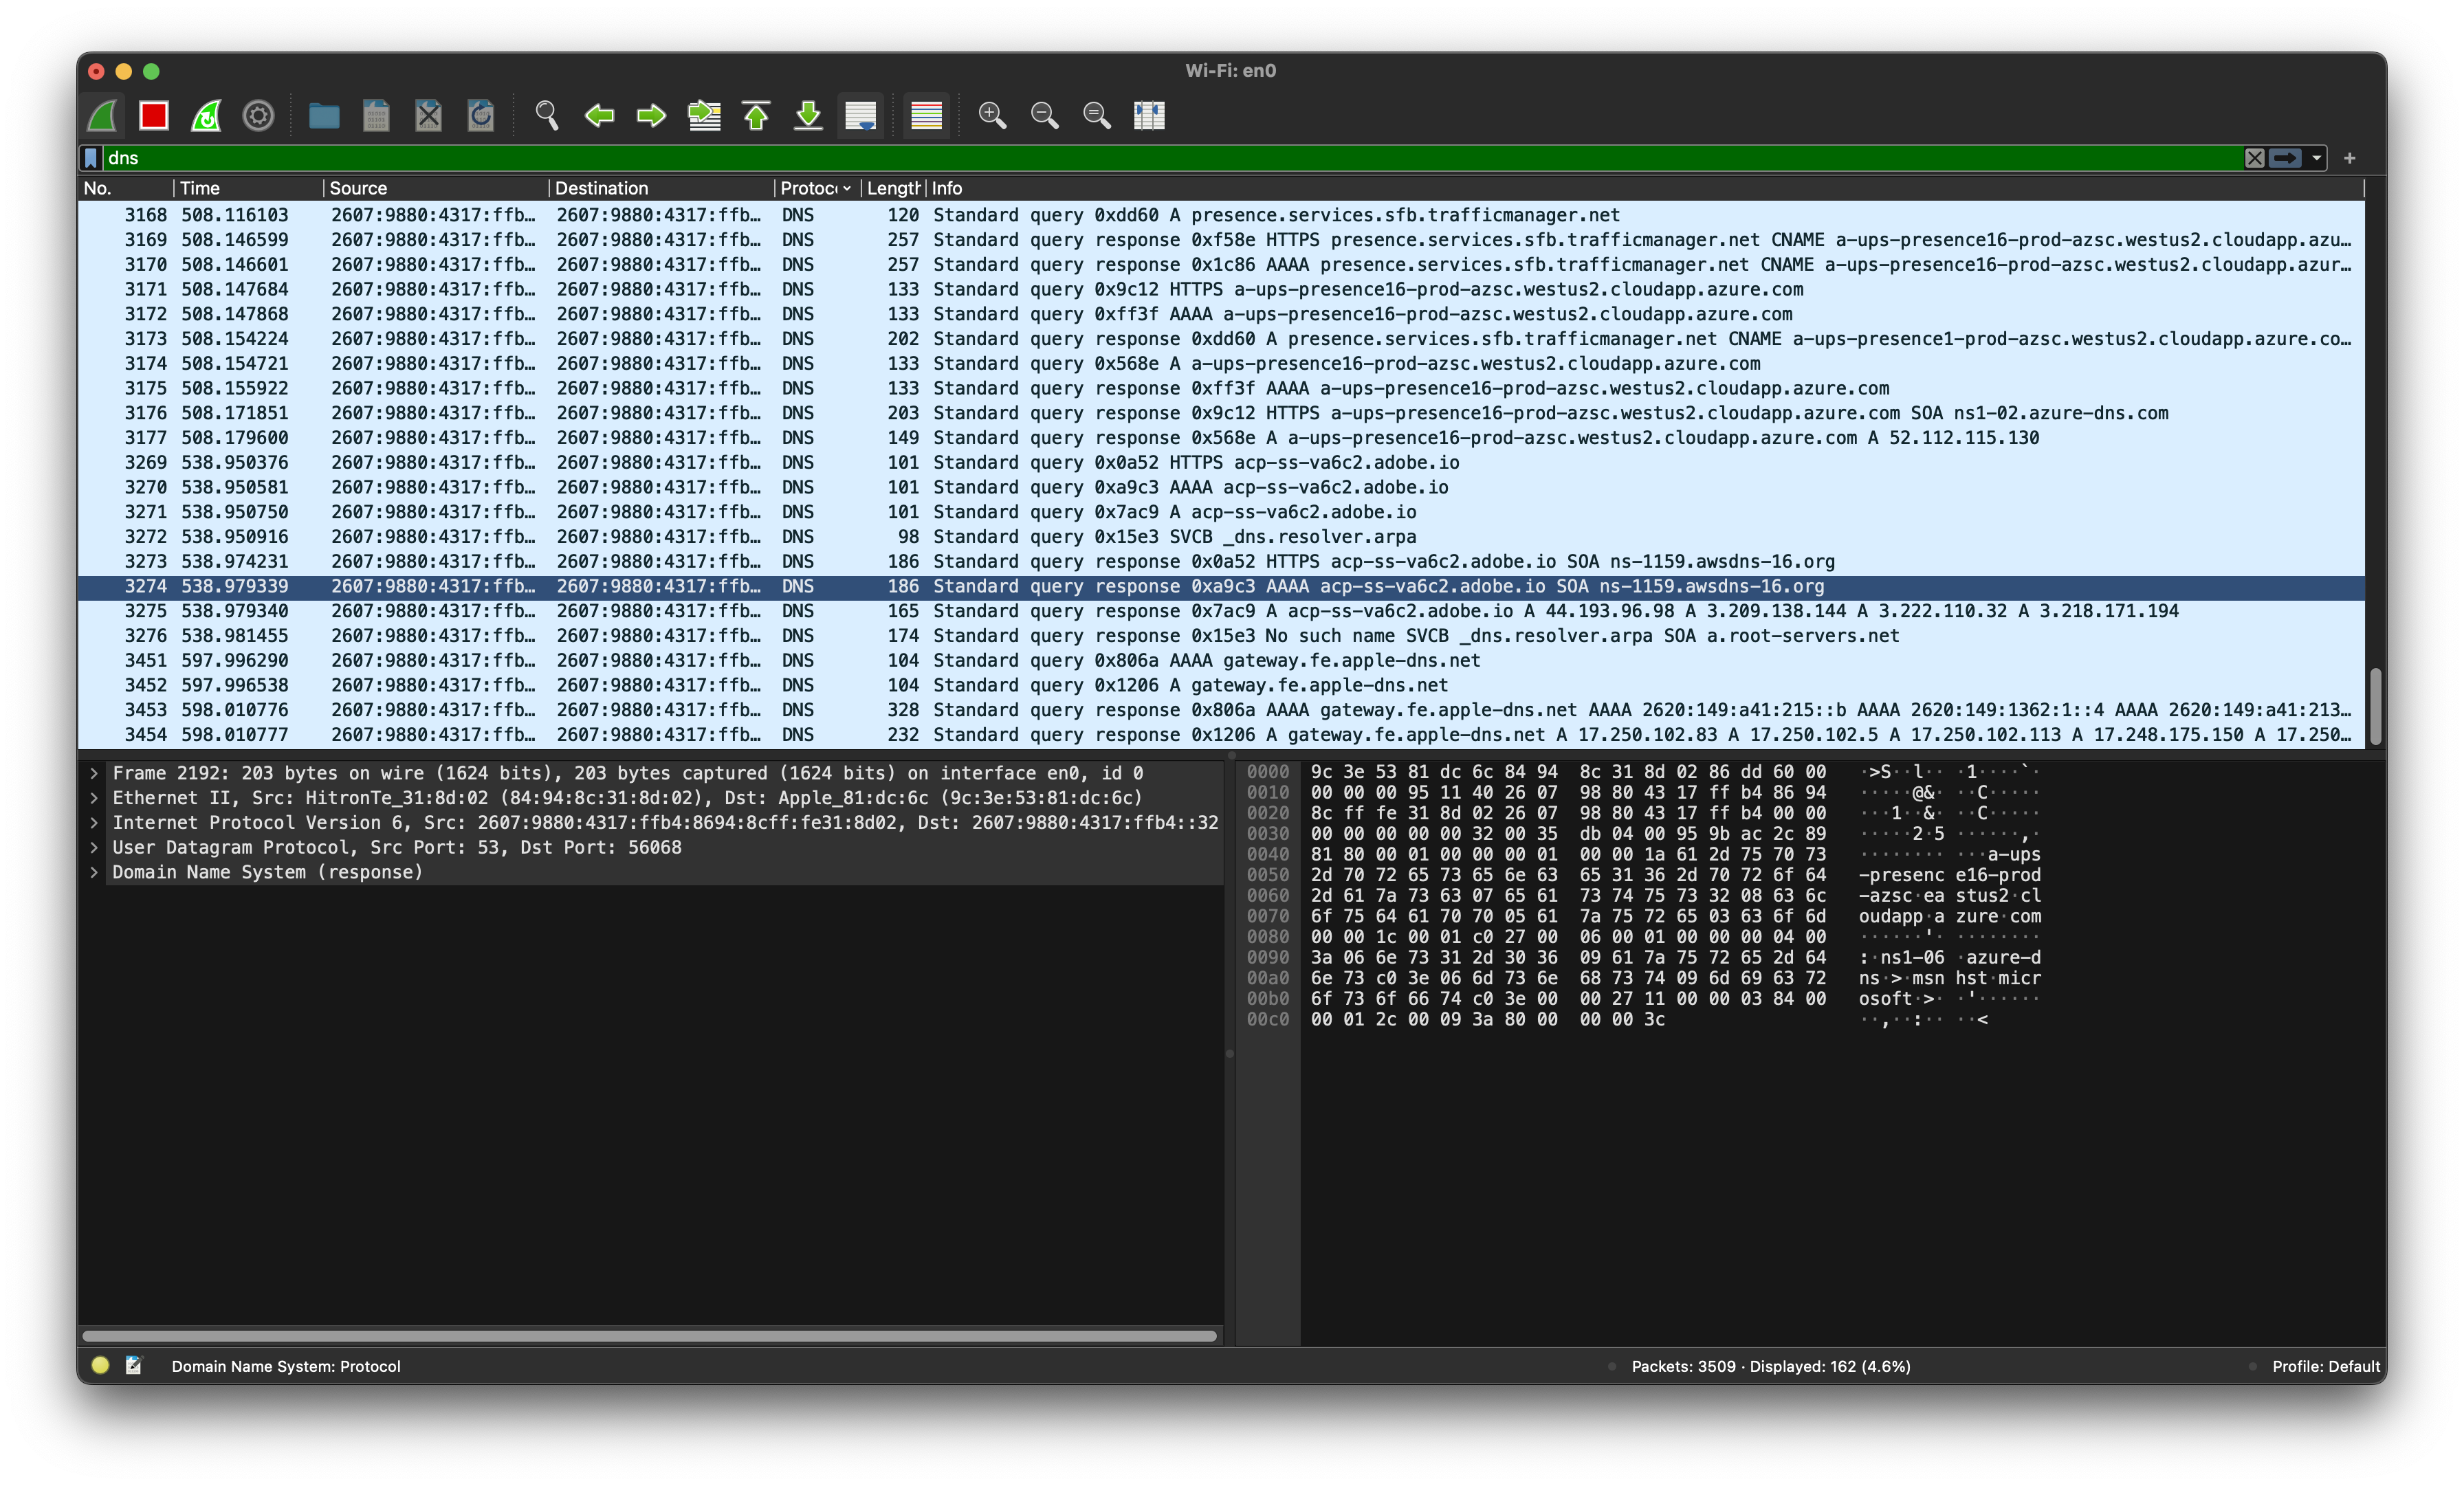 Wi-Fi: en0
dns
No. Time Source Destination Protoc Length Info
3168 508.116103 2607:9880:4317:ffb… 2607:9880:4317:ffb… DNS 120 Standard query 0xdd60 A presence.services.sfb.trafficmanager.net
3169 508.146599 2607:9880:4317:ffb… 2607:9880:4317:ffb… DNS 257 Standard query response 0xf58e HTTPS presence.services.sfb.trafficmanager.net CNAME a-ups-presence16-prod-azsc.westus2.cloudapp.azu…
3170 508.146601 2607:9880:4317:ffb… 2607:9880:4317:ffb… DNS 257 Standard query response 0x1c86 AAAA presence.services.sfb.trafficmanager.net CNAME a-ups-presence16-prod-azsc.westus2.cloudapp.azur…
3171 508.147684 2607:9880:4317:ffb… 2607:9880:4317:ffb… DNS 133 Standard query 0x9c12 HTTPS a-ups-presence16-prod-azsc.westus2.cloudapp.azure.com
3172 508.147868 2607:9880:4317:ffb… 2607:9880:4317:ffb… DNS 133 Standard query 0xff3f AAAA a-ups-presence16-prod-azsc.westus2.cloudapp.azure.com
3173 508.154224 2607:9880:4317:ffb… 2607:9880:4317:ffb… DNS 202 Standard query response 0xdd60 A presence.services.sfb.trafficmanager.net CNAME a-ups-presence1-prod-azsc.westus2.cloudapp.azure.co…
3174 508.154721 2607:9880:4317:ffb… 2607:9880:4317:ffb… DNS 133 Standard query 0x568e A a-ups-presence16-prod-azsc.westus2.cloudapp.azure.com
3175 508.155922 2607:9880:4317:ffb… 2607:9880:4317:ffb… DNS 133 Standard query response 0xff3f AAAA a-ups-presence16-prod-azsc.westus2.cloudapp.azure.com
3176 508.171851 2607:9880:4317:ffb… 2607:9880:4317:ffb… DNS 203 Standard query response 0x9c12 HTTPS a-ups-presence16-prod-azsc.westus2.cloudapp.azure.com SOA ns1-02.azure-dns.com
3177 508.179600 2607:9880:4317:ffb… 2607:9880:4317:ffb… DNS 149 Standard query response 0x568e A a-ups-presence16-prod-azsc.westus2.cloudapp.azure.com A 52.112.115.130
3269 538.950376 2607:9880:4317:ffb… 2607:9880:4317:ffb… DNS 101 Standard query 0x0a52 HTTPS acp-ss-va6c2.adobe.io
3270 538.950581 2607:9880:4317:ffb… 2607:9880:4317:ffb… DNS 101 Standard query 0xa9c3 AAAA acp-ss-va6c2.adobe.io
3271 538.950750 2607:9880:4317:ffb… 2607:9880:4317:ffb… DNS 101 Standard query 0x7ac9 A acp-ss-va6c2.adobe.io
3272 538.950916 2607:9880:4317:ffb… 2607:9880:4317:ffb… DNS 98 Standard query 0x15e3 SVCB _dns.resolver.arpa
3273 538.974231 2607:9880:4317:ffb… 2607:9880:4317:ffb… DNS 186 Standard query response 0x0a52 HTTPS acp-ss-va6c2.adobe.io SOA ns-1159.awsdns-16.org
3274 538.979339 2607:9880:4317:ffb… 2607:9880:4317:ffb… DNS 186 Standard query response 0xa9c3 AAAA acp-ss-va6c2.adobe.io SOA ns-1159.awsdns-16.org
3275 538.979340 2607:9880:4317:ffb… 2607:9880:4317:ffb… DNS 165 Standard query response 0x7ac9 A acp-ss-va6c2.adobe.io A 44.193.96.98 A 3.209.138.144 A 3.222.110.32 A 3.218.171.194
3276 538.981455 2607:9880:4317:ffb… 2607:9880:4317:ffb… DNS 174 Standard query response 0x15e3 No such name SVCB _dns.resolver.arpa SOA a.root-servers.net
3451 597.996290 2607:9880:4317:ffb… 2607:9880:4317:ffb… DNS 104 Standard query 0x806a AAAA gateway.fe.apple-dns.net
3452 597.996538 2607:9880:4317:ffb… 2607:9880:4317:ffb… DNS 104 Standard query 0x1206 A gateway.fe.apple-dns.net
3453 598.010776 2607:9880:4317:ffb… 2607:9880:4317:ffb… DNS 328 Standard query response 0x806a AAAA gateway.fe.apple-dns.net AAAA 2620:149:a41:215::b AAAA 2620:149:1362:1::4 AAAA 2620:149:a41:213…
3454 598.010777 2607:9880:4317:ffb… 2607:9880:4317:ffb… DNS 232 Standard query response 0x1206 A gateway.fe.apple-dns.net A 17.250.102.83 A 17.250.102.5 A 17.250.102.113 A 17.248.175.150 A 17.250…
Frame 2192: 203 bytes on wire (1624 bits), 203 bytes captured (1624 bits) on interface en0, id 0
Ethernet II, Src: HitronTe_31:8d:02 (84:94:8c:31:8d:02), Dst: Apple_81:dc:6c (9c:3e:53:81:dc:6c)
Internet Protocol Version 6, Src: 2607:9880:4317:ffb4:8694:8cff:fe31:8d02, Dst: 2607:9880:4317:ffb4::32
User Datagram Protocol, Src Port: 53, Dst Port: 56068
Domain Name System (response)
0000 9c 3e 53 81 dc 6c 84 94 8c 31 8d 02 86 dd 60 00 ·>S··l·· ·1····`·
0010 00 00 00 95 11 40 26 07 98 80 43 17 ff b4 86 94 ·····@&· ··C·····
0020 8c ff fe 31 8d 02 26 07 98 80 43 17 ff b4 00 00 ···1··&· ··C·····
0030 00 00 00 00 00 32 00 35 db 04 00 95 9b ac 2c 89 ·····2·5 ······,·
0040 81 80 00 01 00 00 00 01 00 00 1a 61 2d 75 70 73 ········ ···a-ups
0050 2d 70 72 65 73 65 6e 63 65 31 36 2d 70 72 6f 64 -presenc e16-prod
0060 2d 61 7a 73 63 07 65 61 73 74 75 73 32 08 63 6c -azsc·ea stus2·cl
0070 6f 75 64 61 70 70 05 61 7a 75 72 65 03 63 6f 6d oudapp·a zure·com
0080 00 00 1c 00 01 c0 27 00 06 00 01 00 00 00 04 00 ······'· ········
0090 3a 06 6e 73 31 2d 30 36 09 61 7a 75 72 65 2d 64 :·ns1-06 ·azure-d
00a0 6e 73 c0 3e 06 6d 73 6e 68 73 74 09 6d 69 63 72 ns·>·msn hst·micr
00b0 6f 73 6f 66 74 c0 3e 00 00 27 11 00 00 03 84 00 osoft·>· ·'······
00c0 00 01 2c 00 09 3a 80 00 00 00 3c ··,··:·· ··<
Domain Name System: Protocol
Packets: 3509 · Displayed: 162 (4.6%)
Profile: Default